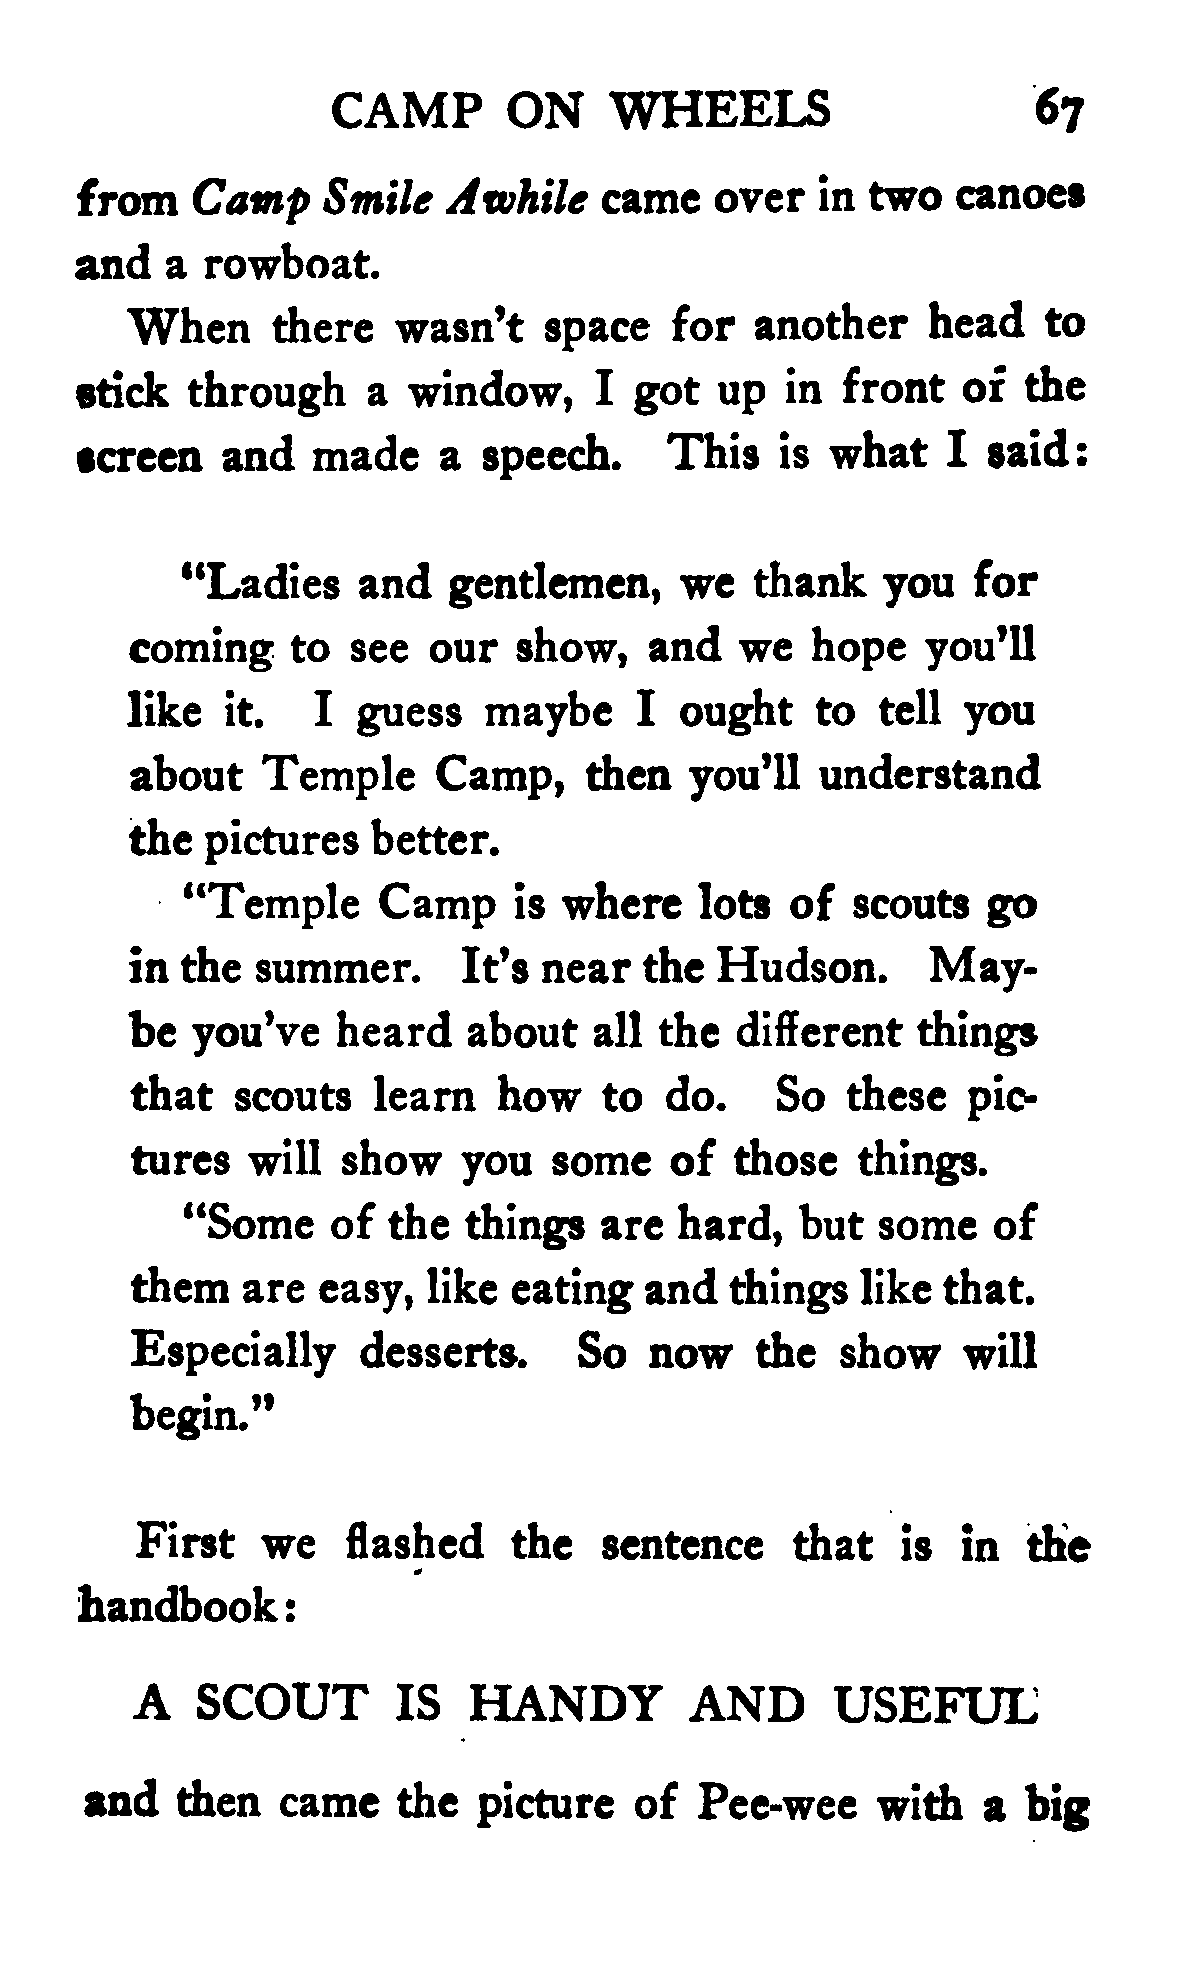 CAMP ON WHEELS 67
from Camp Smile Awhile came over in two canoes
and a rowboat.
When there wasn't space for another head to
stick through a window, I got up in front of the
screen and made a speech. This is what I said:
"Ladies and gentlemen, we thank you for
coming to see our show, and we hope you'll
like it. I guess maybe I ought to tell you
about Temple Camp, then you'll understand
the pictures better.
"Temple Camp is where lots of scouts go
in the summer. It's near the Hudson. May-
be you've heard about all the different things
that scouts learn how to do. So these pic-
tures will show you some of those things.
"Some of the things are hard, but some of
them are easy, like eating and things like that.
Especially desserts. So now the show will
begin."
First we flashed the sentence that is in the
handbook:
A SCOUT IS HANDY AND USEFUL
and then came the picture of Pee-wee with a big